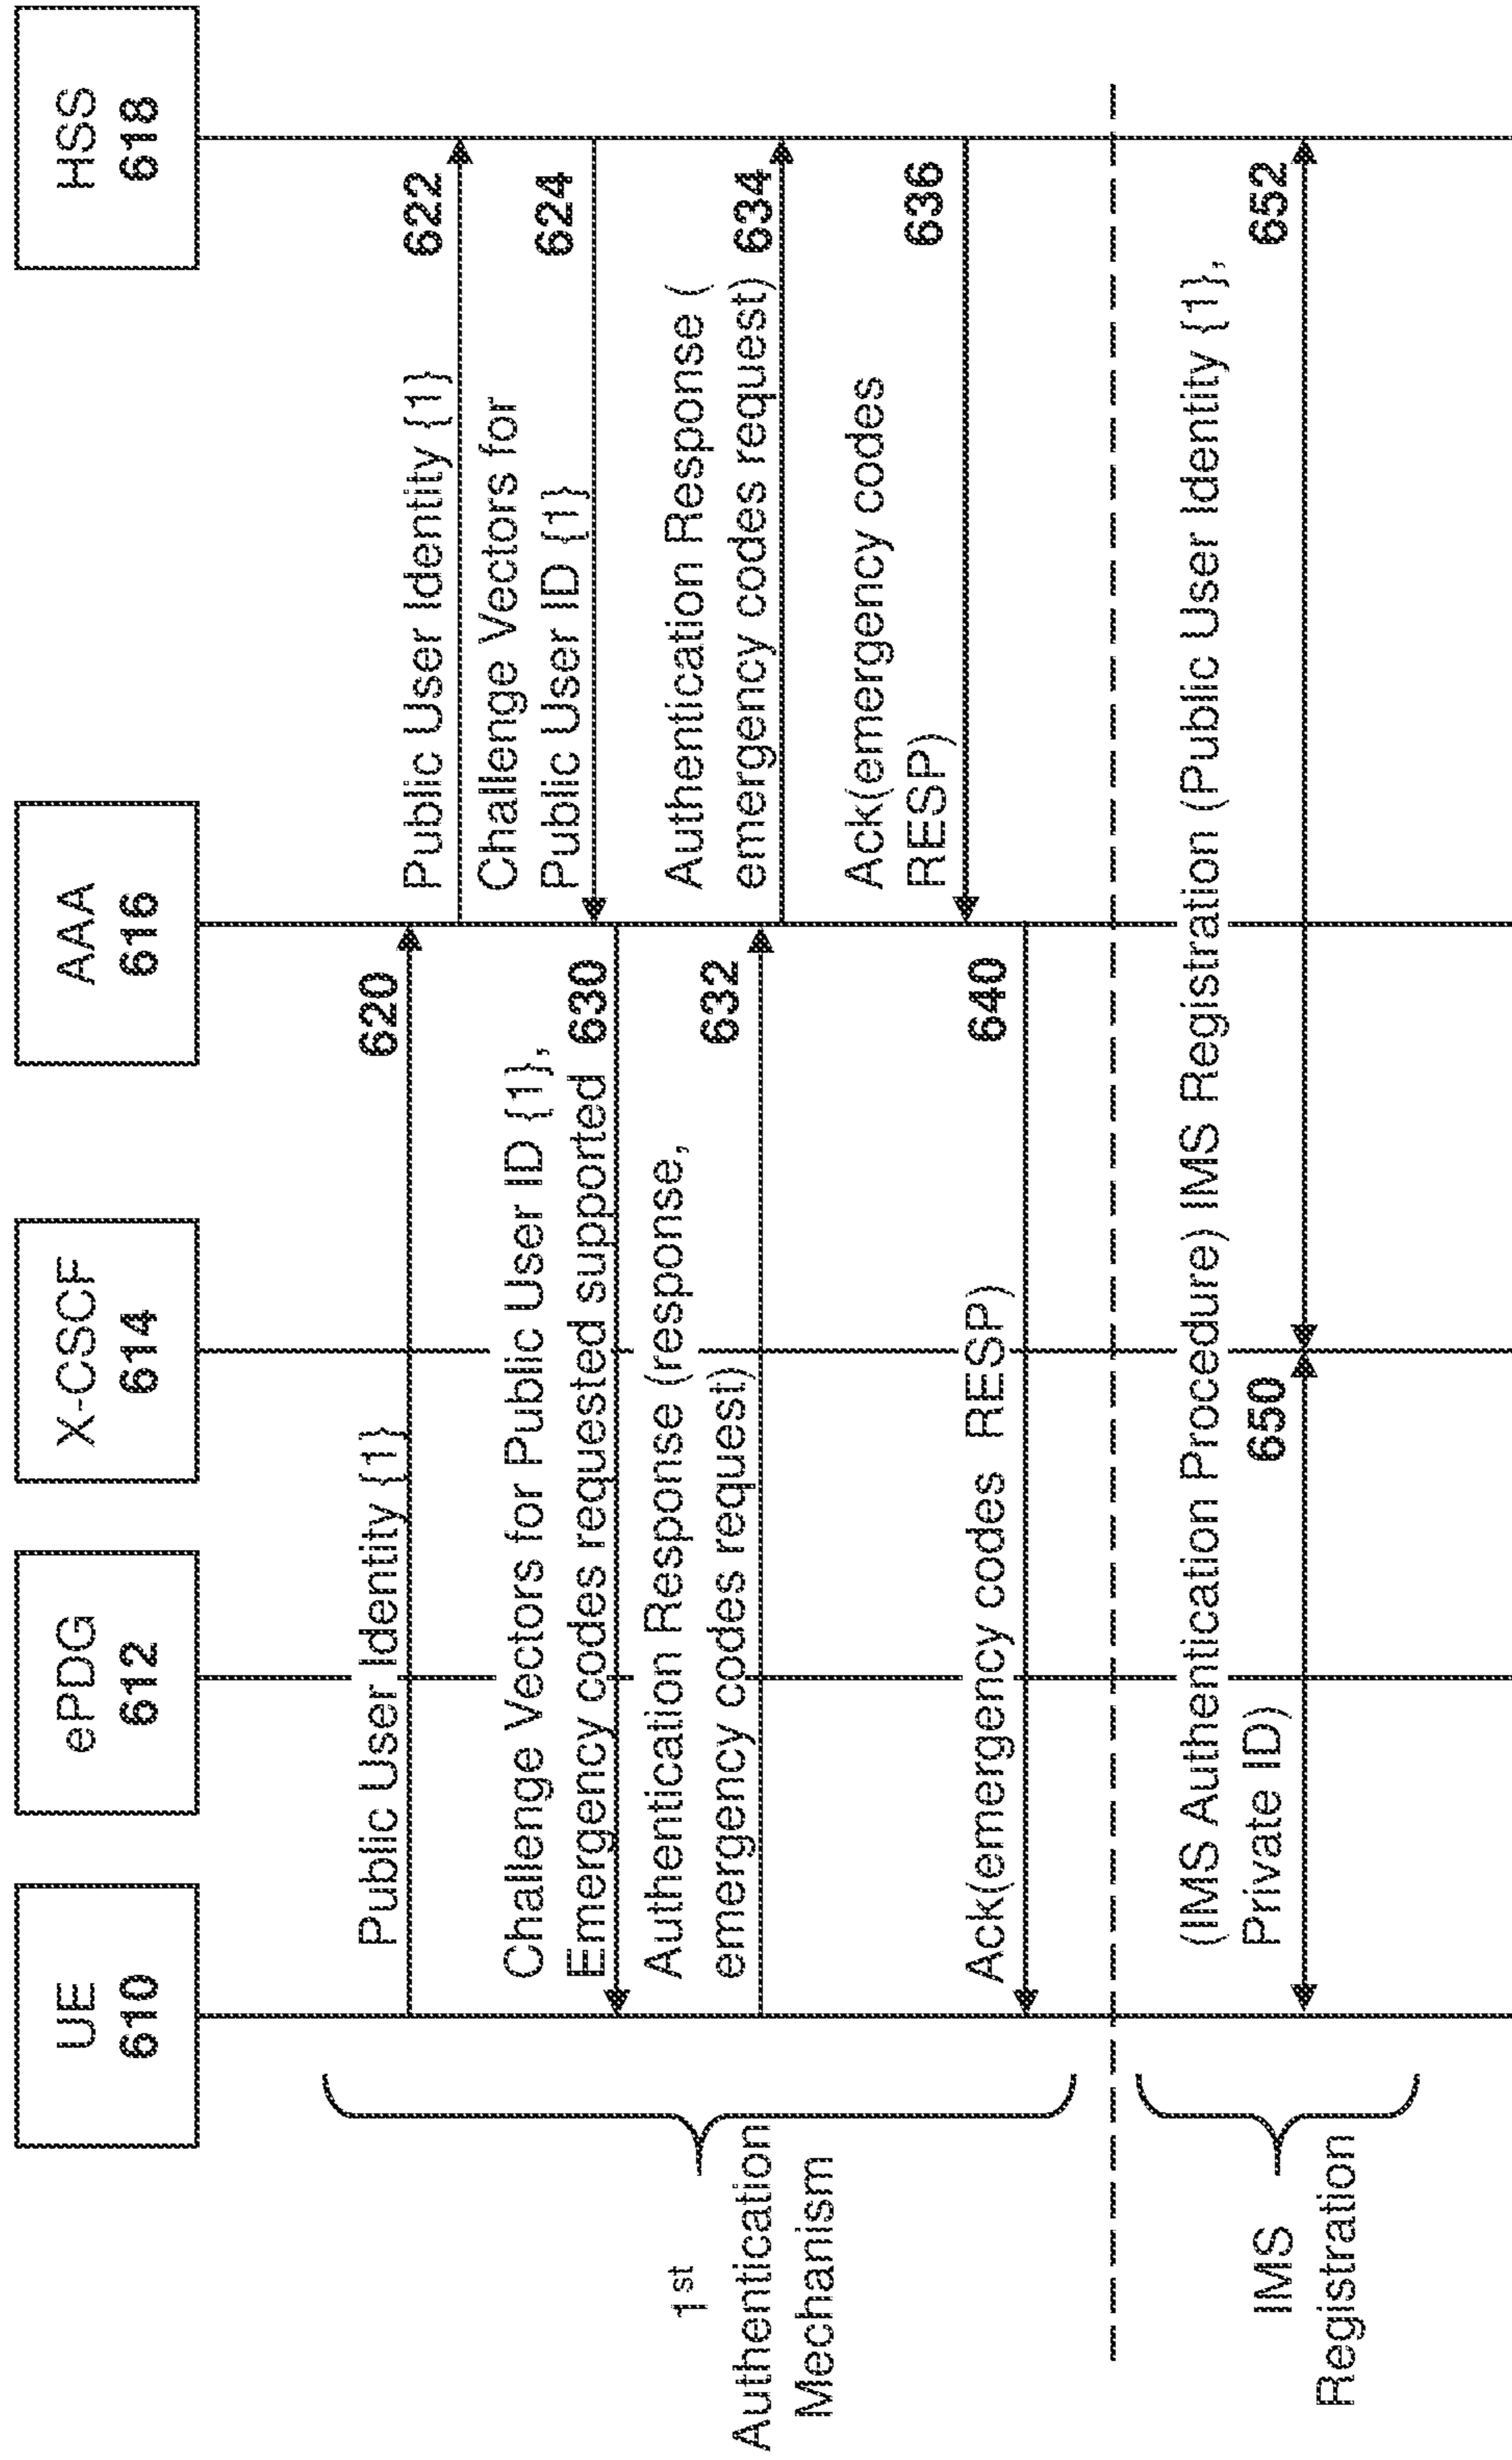 UE
610
ePDG
612
X-CSCF
614
AAA
616
HSS
618
1st
Authentication
Mechanism
Public User Identity {1}
620
Public User Identity {1}
622
Challenge Vectors for
Public User ID {1}
624
Challenge Vectors for Public User ID {1},
Emergency codes requested supported
630
Authentication Response (response,
emergency codes request)
632
Authentication Response (
emergency codes request)
634
Ack(emergency codes
RESP)
636
Ack(emergency codes RESP)
640
IMS
Registration
(IMS Authentication Procedure) IMS Registration (Public User Identity {1},
Private ID)
650
652